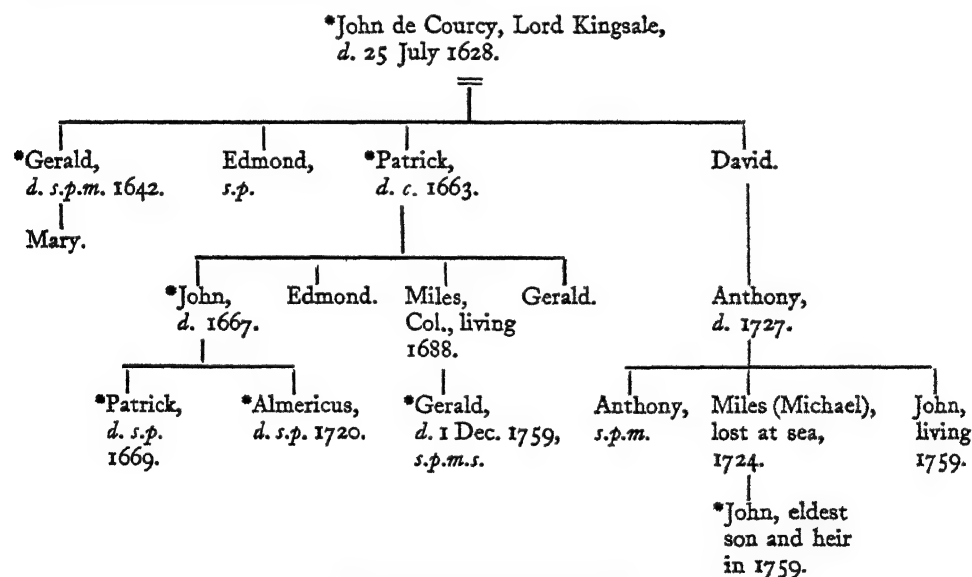 *John de Courcy, Lord Kingsale,
d. 25 July 1628.
*Gerald,
d. s.p.m. 1642.
Mary.
Edmond,
s.p.
*Patrick,
d. c. 1663.
David.
*John,
d. 1667.
Edmond.
Miles,
Col., living
1688.
Gerald.
Anthony,
d. 1727.
*Patrick,
d. s.p.
1669.
*Almericus,
d. s.p. 1720.
*Gerald,
d. 1 Dec. 1759,
s.p.m.s.
Anthony,
s.p.m.
Miles (Michael),
lost at sea,
1724.
John,
living
1759.
*John, eldest
son and heir
in 1759.